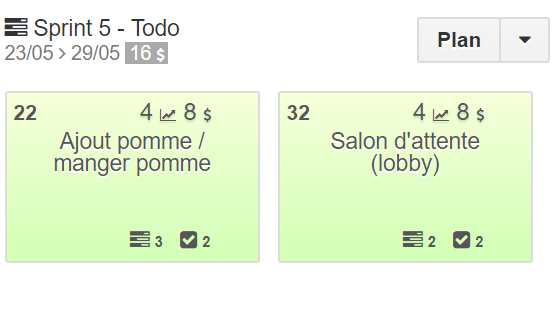 Sprint 5 - Todo
23/05 > 29/05 16 $
Plan
22 4 8 $
Ajout pomme /
manger pomme
3 2
32 4 8 $
Salon d'attente
(lobby)
2 2